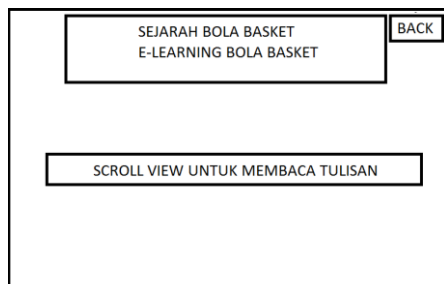 SEJARAH BOLA BASKET
BACK
E-LEARNING BOLA BASKET
SCROLL VIEW UNTUK MEMBACA TULISAN